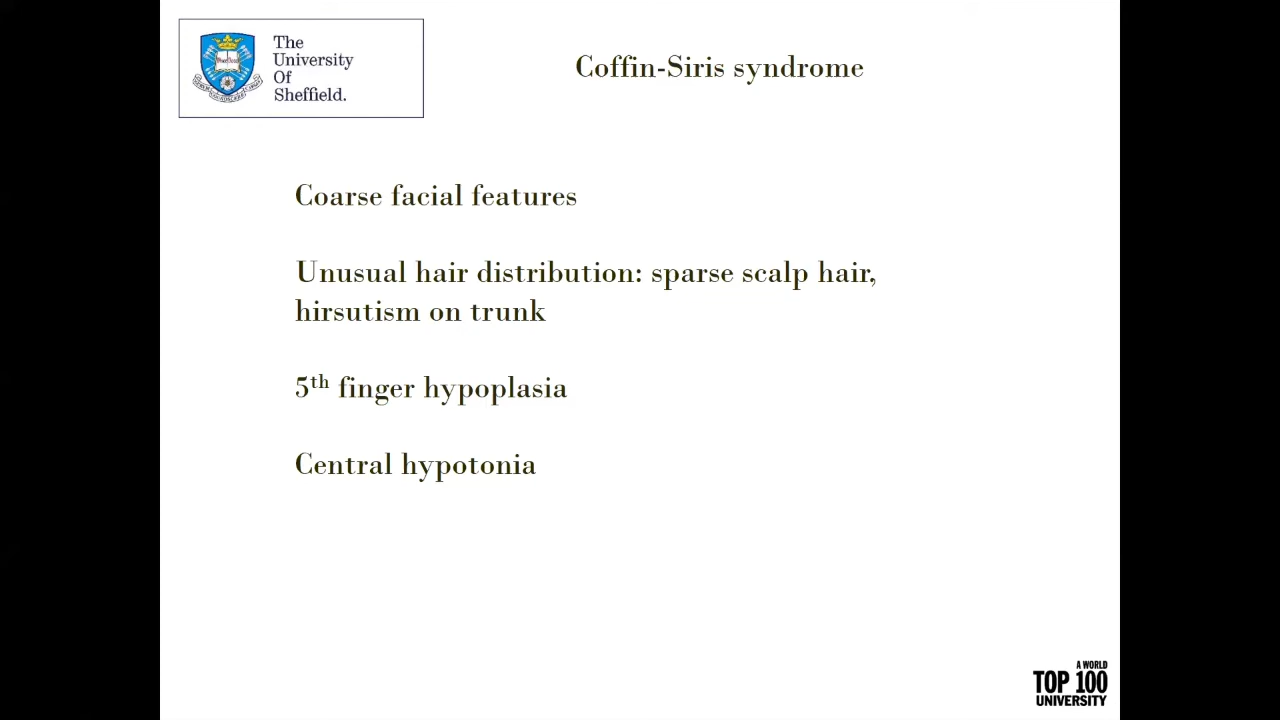 The
University
Of
Sheffield.
Coffin-Siris syndrome
Coarse facial features
Unusual hair distribution: sparse scalp hair,
hirsutism on trunk
5th finger hypoplasia
Central hypotonia
A WORLD
TOP 100
UNIVERSITY